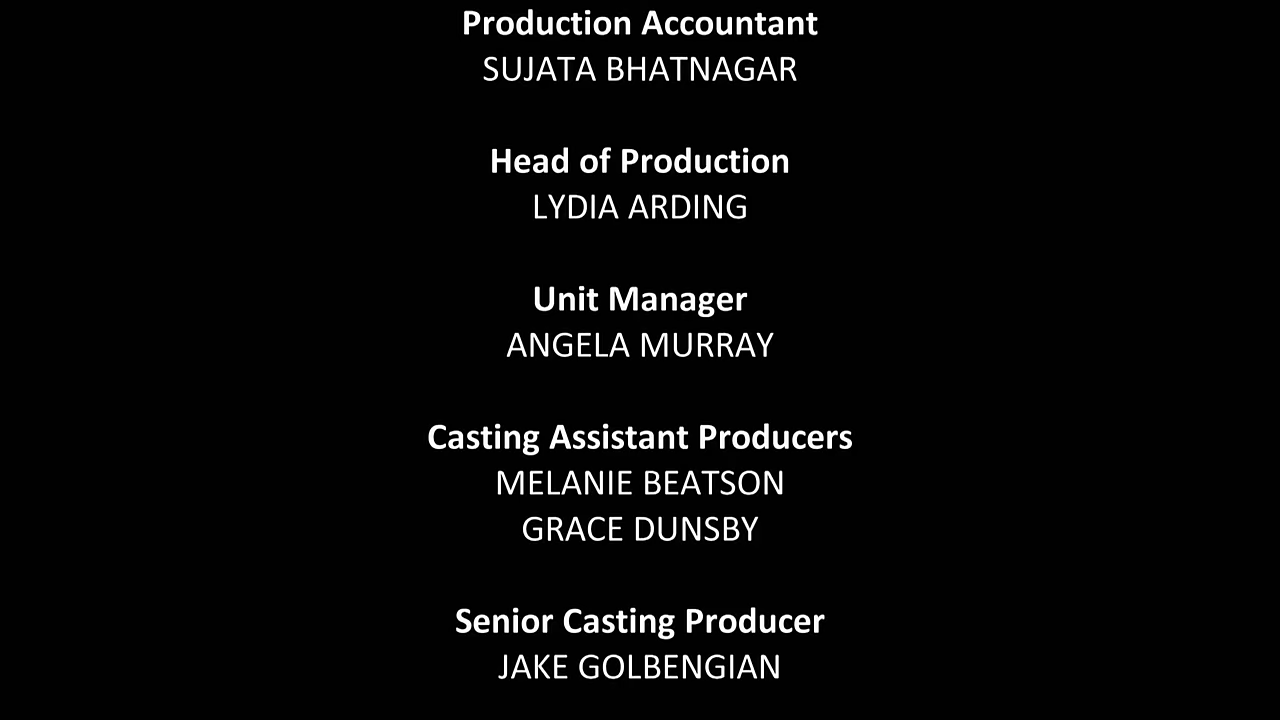 Production Accountant
SUJATA BHATNAGAR
Head of Production
LYDIA ARDING
Unit Manager
ANGELA MURRAY
Casting Assistant Producers
MELANIE BEATSON
GRACE DUNSBY
Senior Casting Producer
JAKE GOLBENGIAN